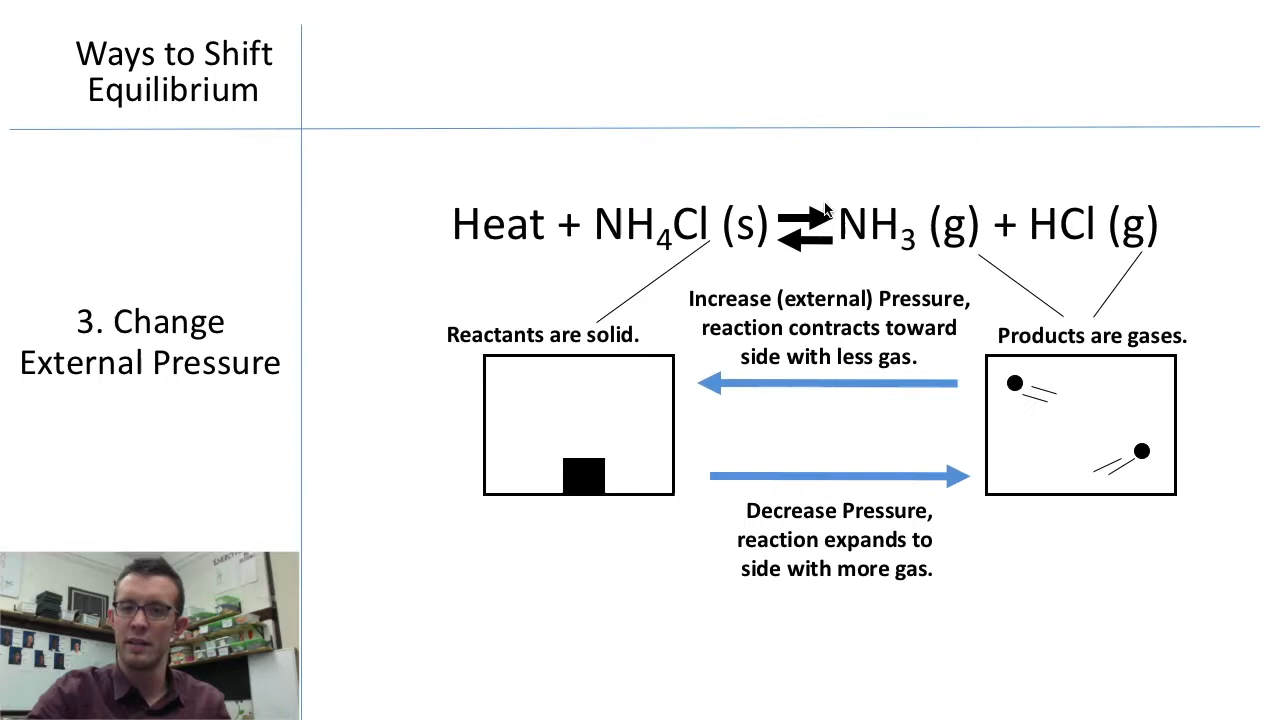 Ways to Shift
Equilibrium
Heat + NH₄Cl (s) ⇌ NH₃ (g) + HCl (g)
3. Change
External Pressure
Reactants are solid.
Increase (external) Pressure,
reaction contracts toward
side with less gas.
Products are gases.
Decrease Pressure,
reaction expands to
side with more gas.